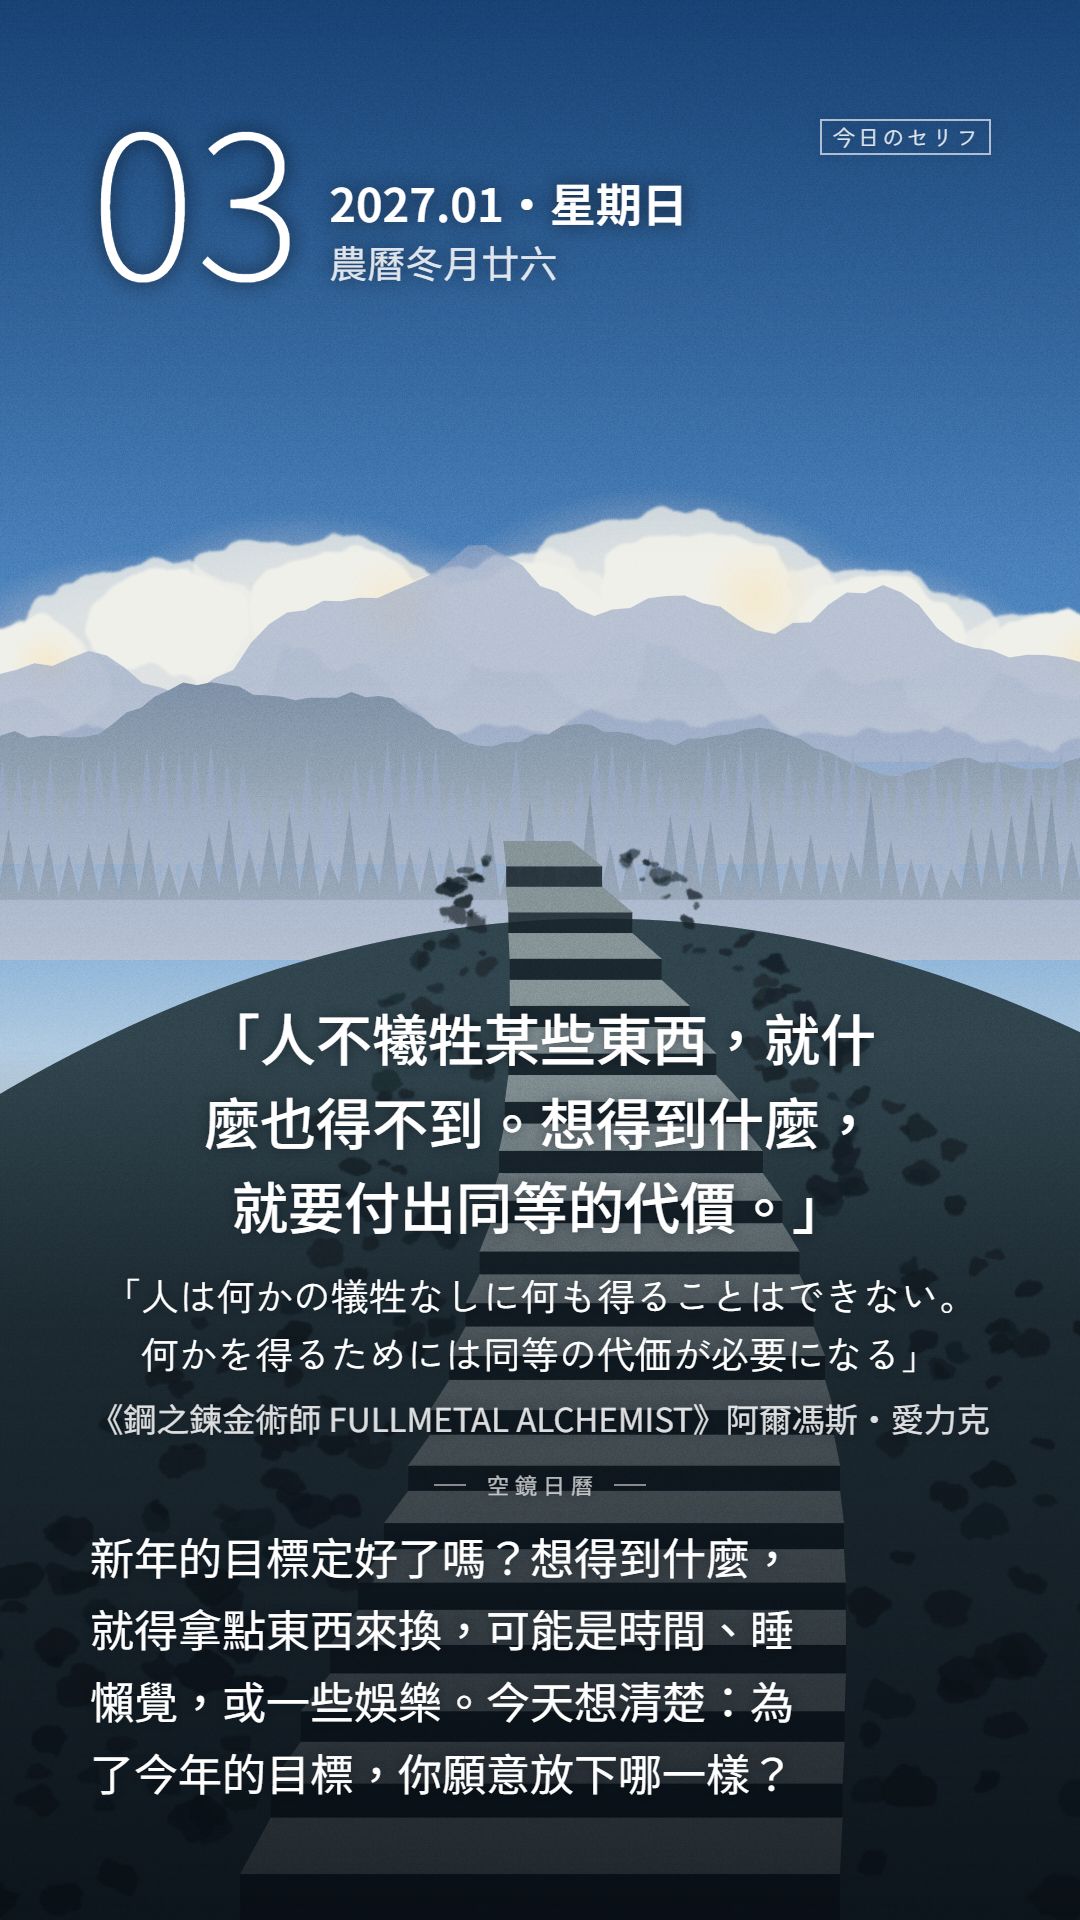 03
2027.01・星期日
農曆冬月廿六
今日のセリフ
「人不犧牲某些東西，就什
麼也得不到。想得到什麼，
就要付出同等的代價。」
「人は何かの犠牲なしに何も得ることはできない。
何かを得るためには同等の代価が必要になる」
《鋼之鍊金術師 FULLMETAL ALCHEMIST》阿爾馮斯・愛力克
空鏡日曆
新年的目標定好了嗎？想得到什麼，
就得拿點東西來換，可能是時間、睡
懶覺，或一些娛樂。今天想清楚：為
了今年的目標，你願意放下哪一樣？